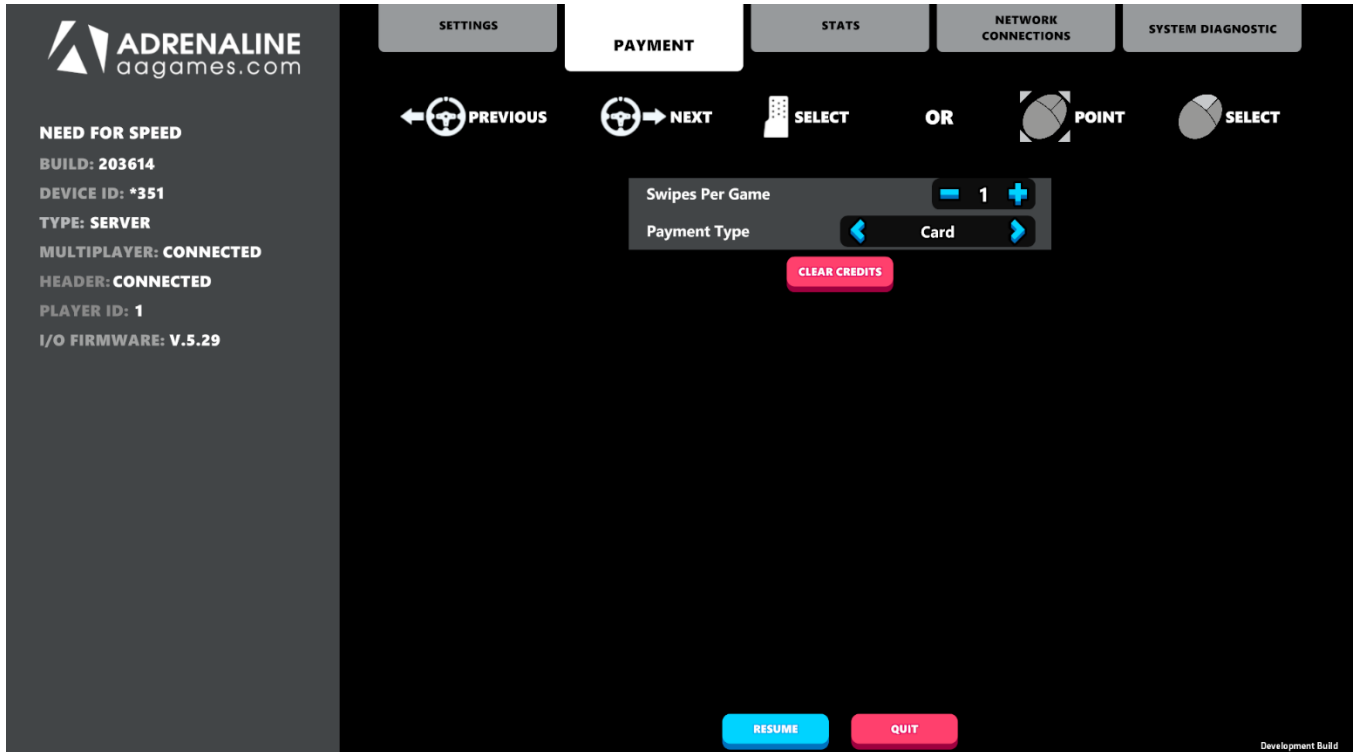 ADRENALINE
aagames.com
NEED FOR SPEED
BUILD: 203614
DEVICE ID: *351
TYPE: SERVER
MULTIPLAYER: CONNECTED
HEADER: CONNECTED
PLAYER ID: 1
I/O FIRMWARE: V.5.29
SETTINGS
PAYMENT
STATS
NETWORK
CONNECTIONS
SYSTEM DIAGNOSTIC
PREVIOUS
NEXT
SELECT
OR
POINT
SELECT
Swipes Per Game 1
Payment Type Card
CLEAR CREDITS
RESUME
QUIT
Development Build